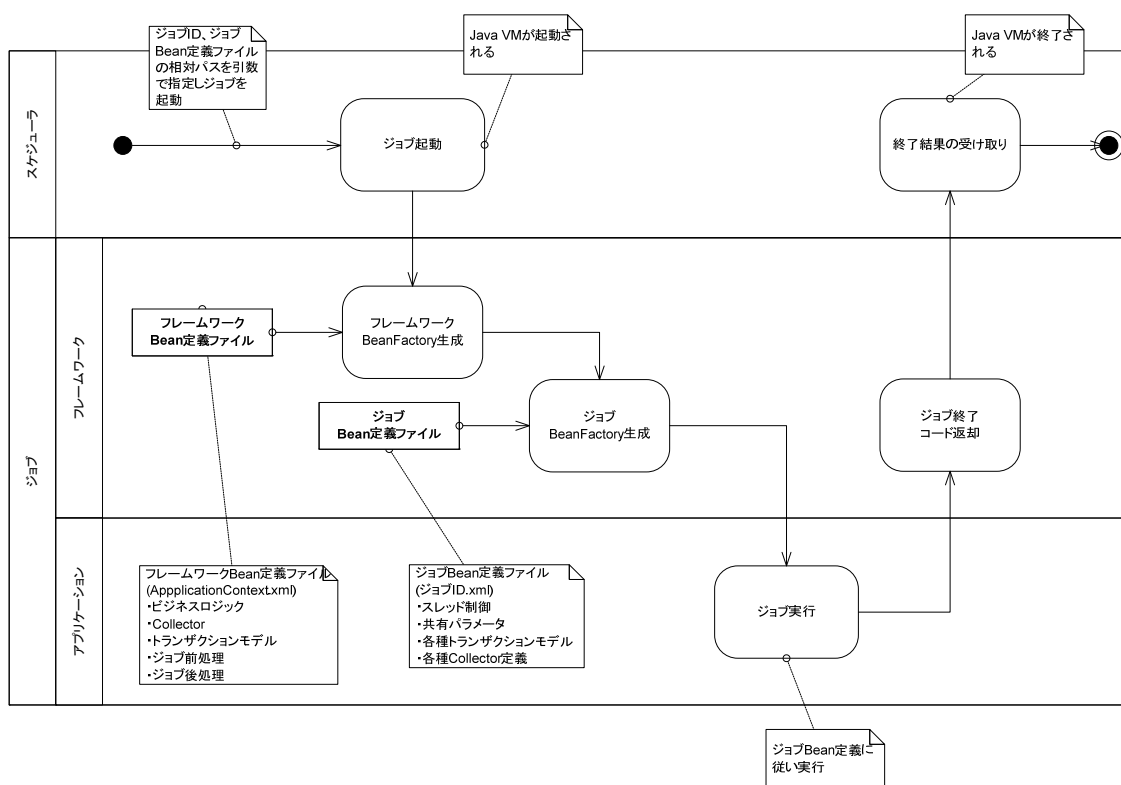 ジョブID、ジョブ
Bean定義ファイル
の相対パスを引数
で指定しジョブを
起動
Java VMが起動さ
れる
Java VMが終了さ
れる
スケジューラ
ジョブ起動
終了結果の受け取り
ジョブ
フレームワーク
フレームワーク
Bean定義ファイル
フレームワーク
BeanFactory生成
ジョブ
Bean定義ファイル
ジョブ
BeanFactory生成
ジョブ終了
コード返却
アプリケーション
フレームワークBean定義ファイル
(AppplicationContext.xml)
・ビジネスロジック
・Collector
・トランザクションモデル
・ジョブ前処理
・ジョブ後処理
ジョブBean定義ファイル
(ジョブID.xml)
・スレッド制御
・共有パラメータ
・各種トランザクションモデル
・各種Collector定義
ジョブ実行
ジョブBean定義に
従い実行